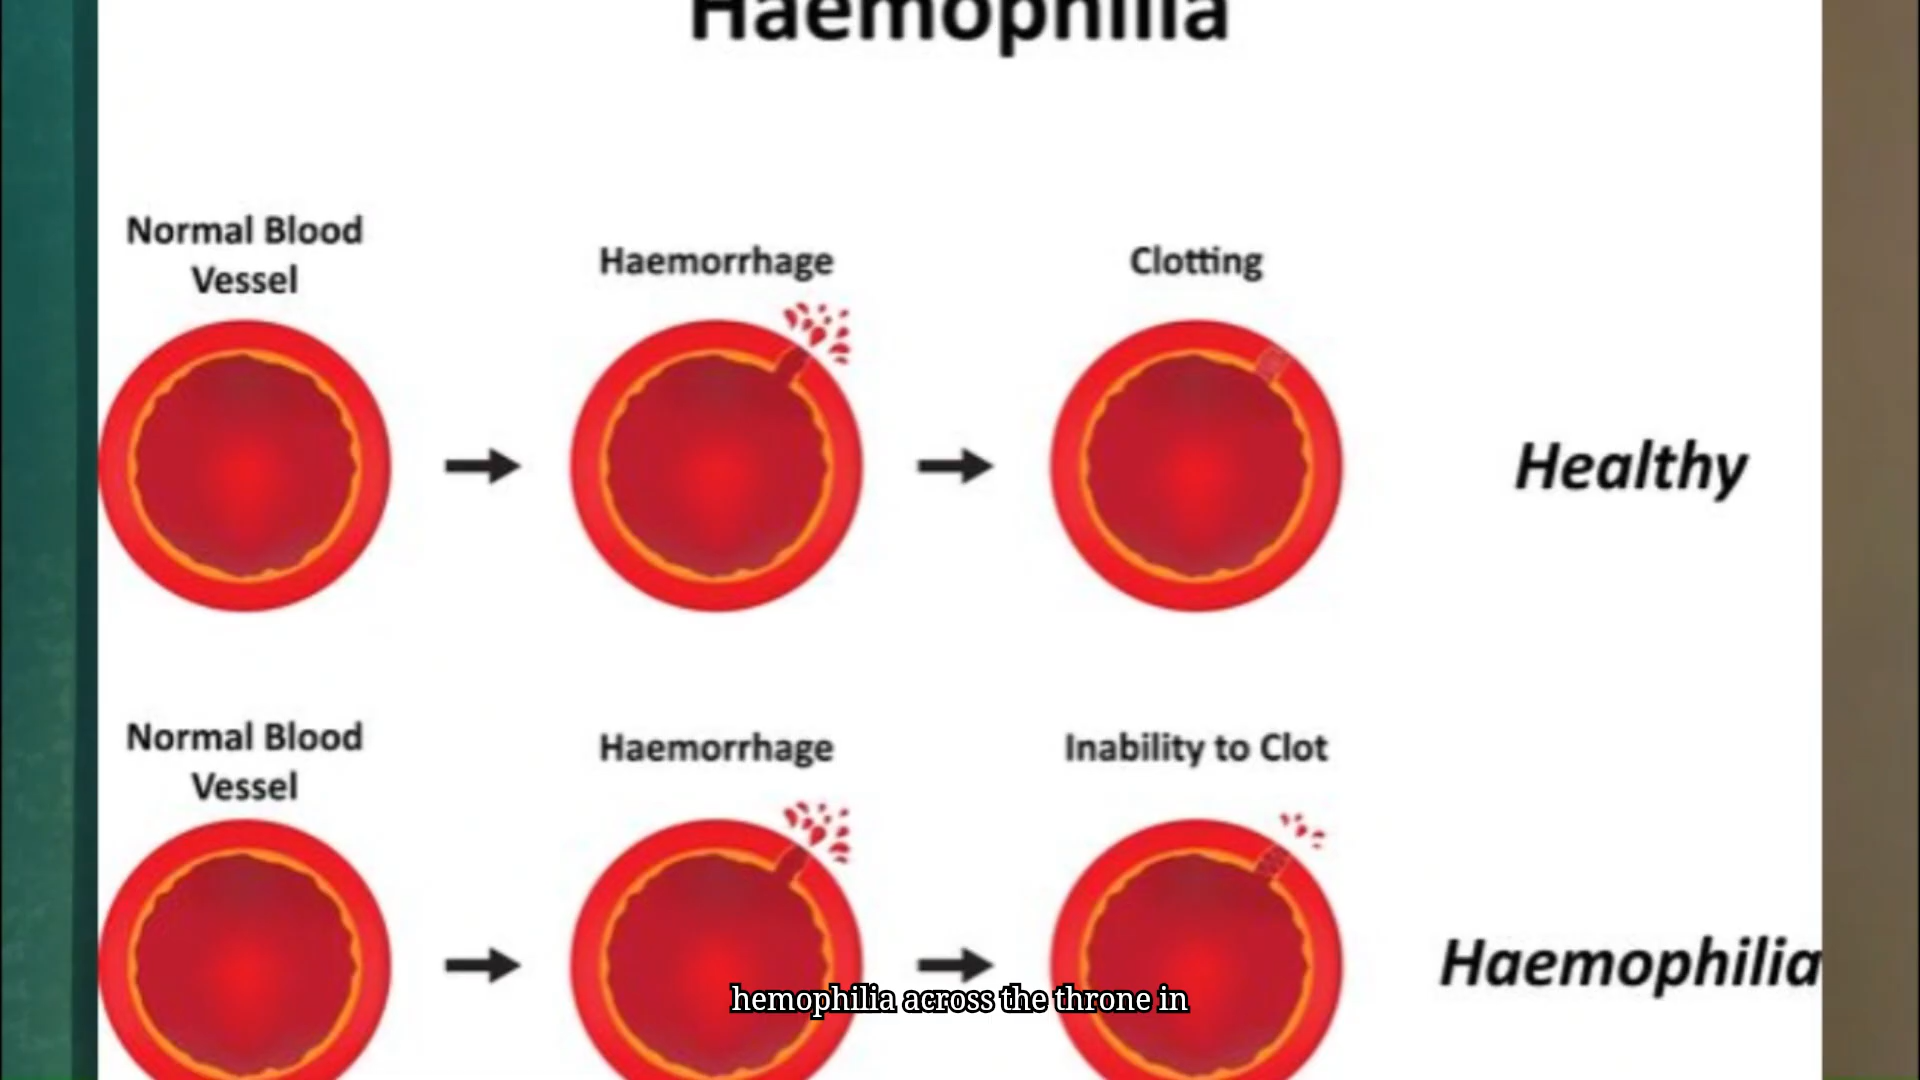 Haemophilia
Normal Blood
Vessel
Haemorrhage
Clotting
Healthy
Normal Blood
Vessel
Haemorrhage
Inability to Clot
Haemophilia
hemophilia across the throne in